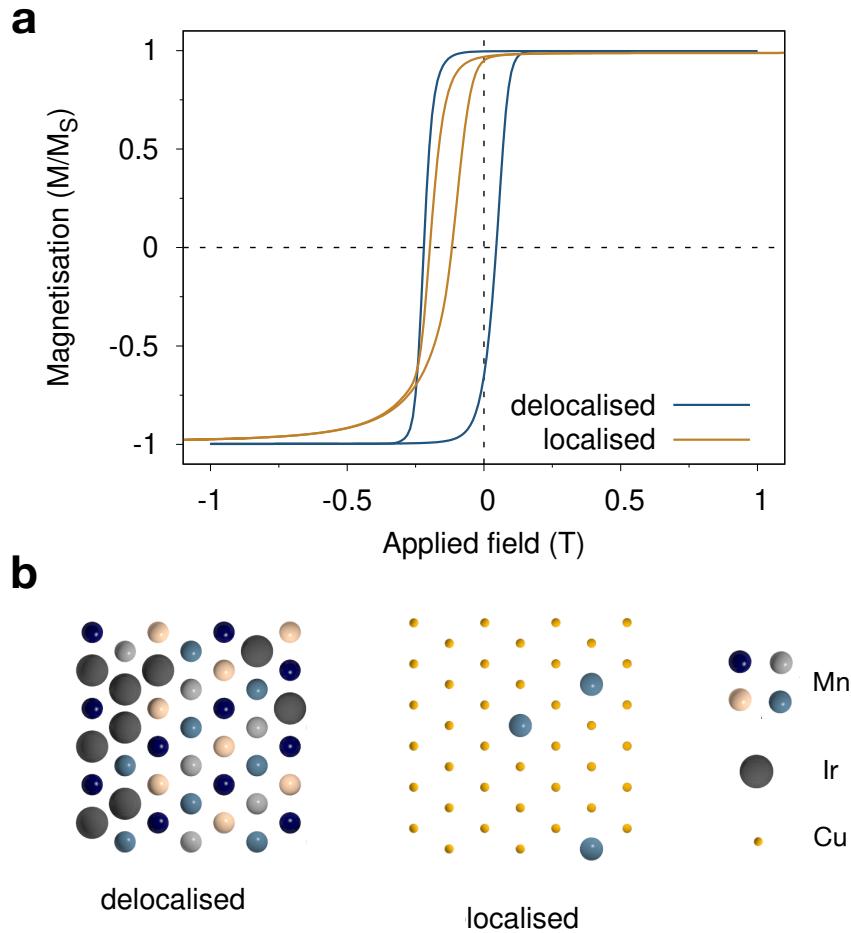 a
Magnetisation (M/M_S)
1
0.5
0
-0.5
-1
delocalised
localised
-1
-0.5
0
0.5
1
Applied field (T)
b
Mn
Ir
Cu
delocalised
localised